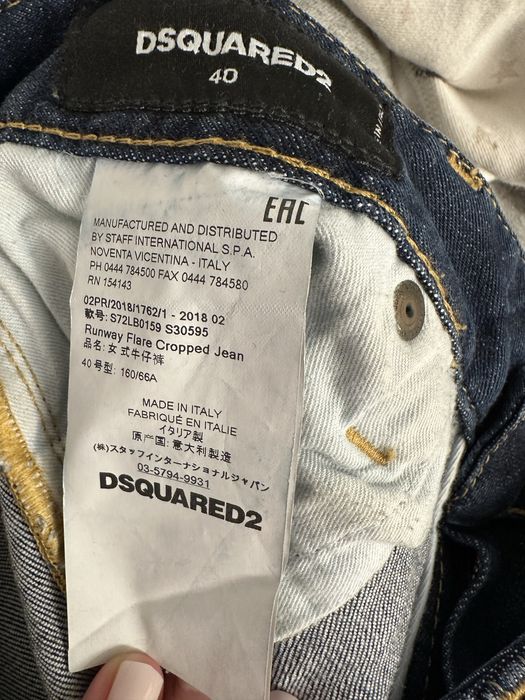 DSQUARED2
40
EAC
MANUFACTURED AND DISTRIBUTED
BY STAFF INTERNATIONAL S.P.A.
NOVENTA VICENTINA - ITALY
PH 0444 784500 FAX 0444 784580
RN 154143
02PR/2018/1762/1 - 2018 02
款号: S72LB0159 S30595
Runway Flare Cropped Jean
品名: 女式牛仔裤
40 号型: 160/66A
MADE IN ITALY
FABRIQUÉ EN ITALIE
イタリア製
原产国: 意大利製造
(株)スタッフインターナショナルジャパン
03-5794-9931
DSQUARED2